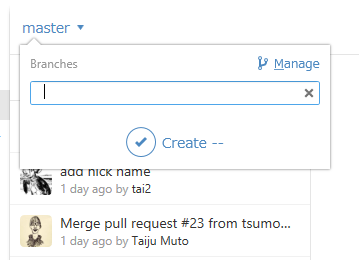 master
Branches
Manage
Create --
add nick name
1 day ago by tai2
Merge pull request #23 from tsumo...
1 day ago by Taiju Muto